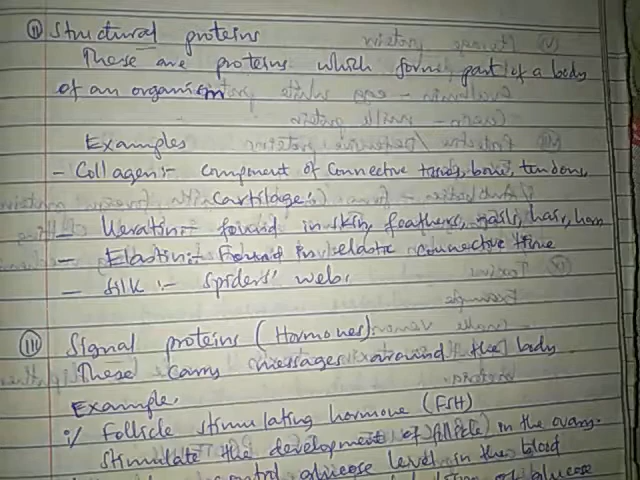 (ii) Structural proteins
These are proteins which form part of a body
of an organism
Examples
- Collagen:- component of connective tissue, bone, tendons,
cartilage
- Keratin:- found in skin, feathers, nails, hair, horn
- Elastin:- Found in elastic connective tissue
- Silk:- Spiders' web.
(iii) Signal proteins (Hormones)
These carry messages around the body
Example.
i/ Follicle stimulating hormone (FSH)
stimulate the development of follicle in the ovary.
control glucose level in the blood
of glucose